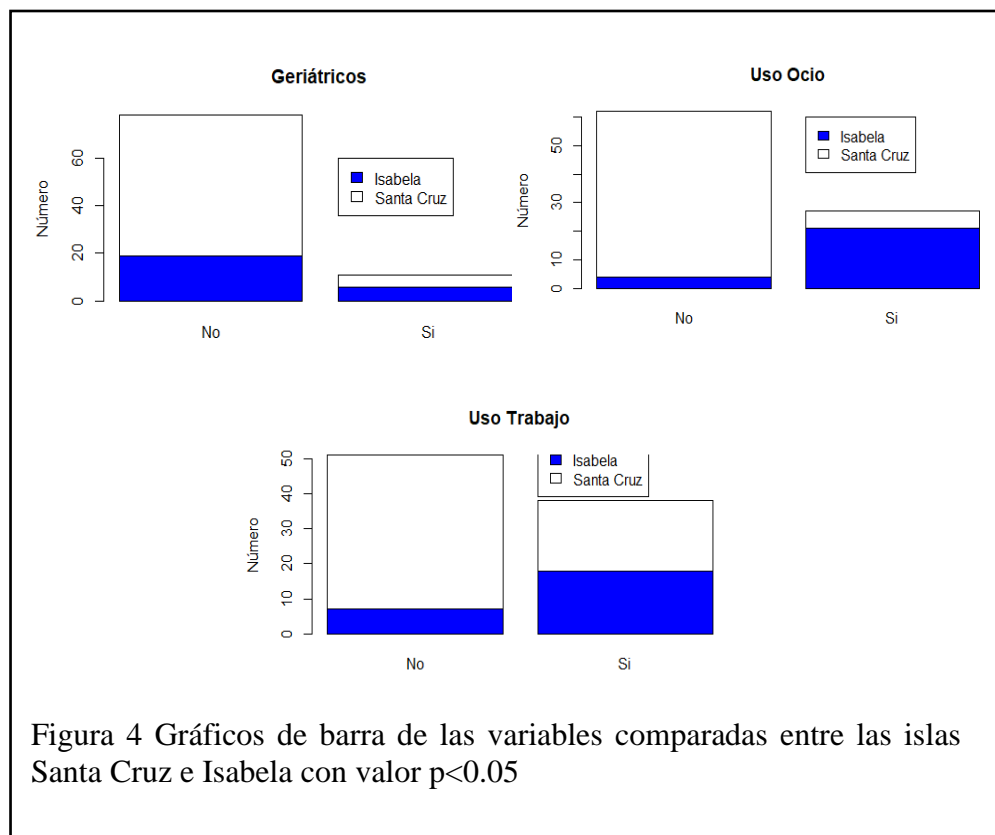 Geriátricos
Número
0
20
40
60
Isabela
Santa Cruz
No
Si
Uso Ocio
Número
0
10
30
50
Isabela
Santa Cruz
No
Si
Uso Trabajo
Número
0
10
20
30
40
50
Isabela
Santa Cruz
No
Si
Figura 4 Gráficos de barra de las variables comparadas entre las islas
Santa Cruz e Isabela con valor p<0.05